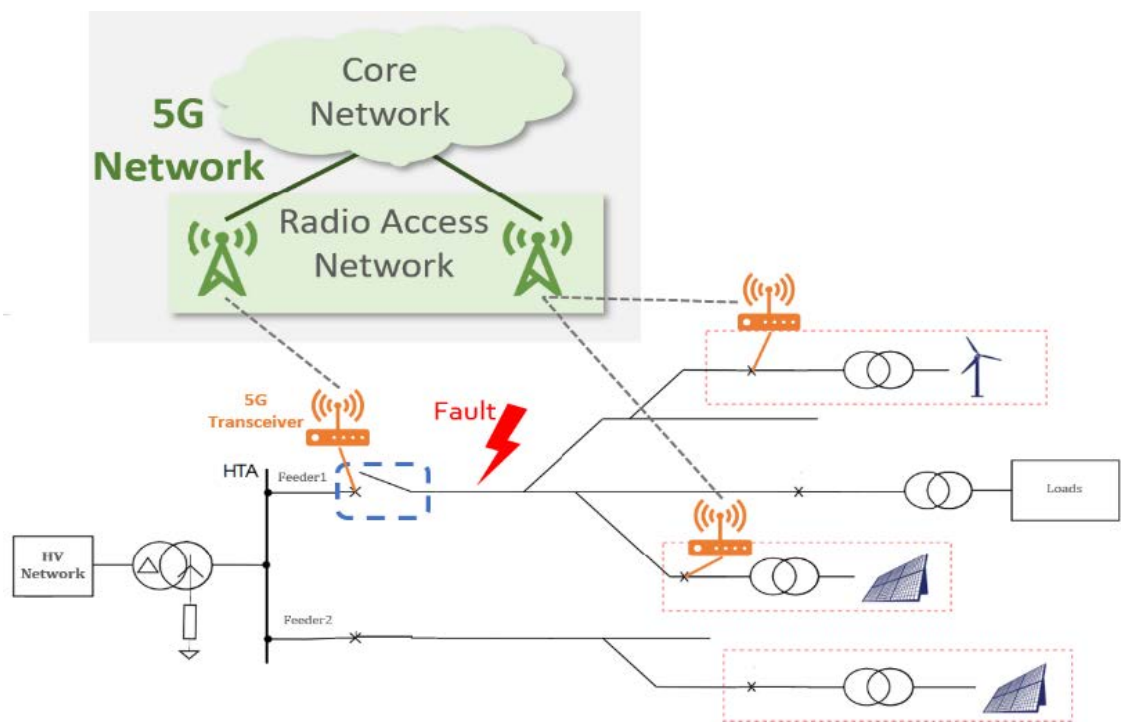 Core
Network
5G
Network
Radio Access
Network
5G
Transceiver
Fault
HTA
Feeder1
Loads
HV
Network
Feeder2